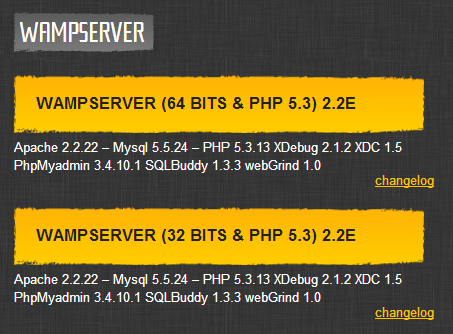 WAMPSERVER
WAMPSERVER (64 BITS & PHP 5.3) 2.2E
Apache 2.2.22 – Mysql 5.5.24 – PHP 5.3.13 XDebug 2.1.2 XDC 1.5
PhpMyadmin 3.4.10.1 SQLBuddy 1.3.3 webGrind 1.0
changelog
WAMPSERVER (32 BITS & PHP 5.3) 2.2E
Apache 2.2.22 – Mysql 5.5.24 – PHP 5.3.13 XDebug 2.1.2 XDC 1.5
PhpMyadmin 3.4.10.1 SQLBuddy 1.3.3 webGrind 1.0
changelog